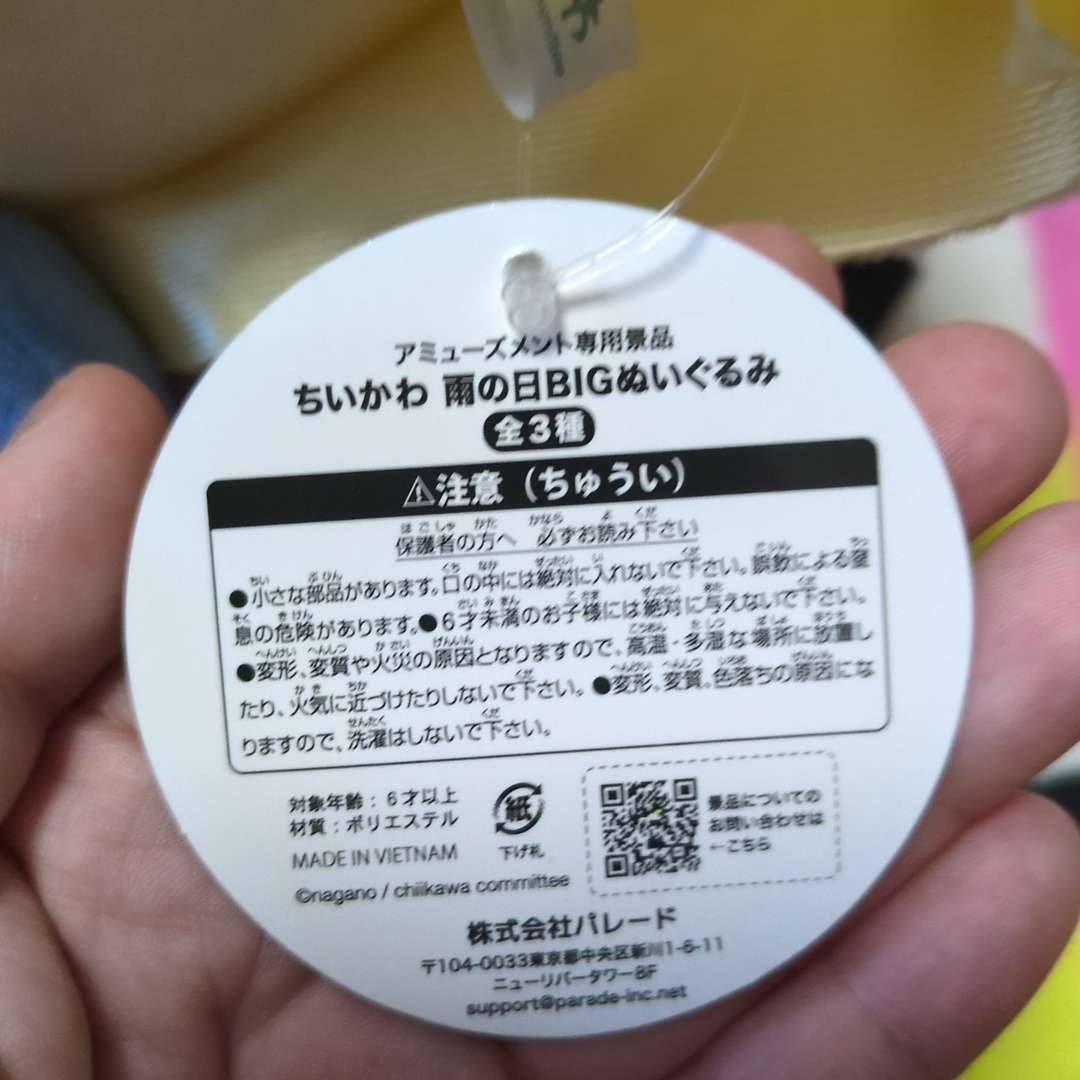 わ
committee
アミューズメント専用景品
ちいかわ 雨の日BIGぬいぐるみ
全3種
⚠注意（ちゅうい）
保護者の方へ 必ずお読み下さい
●小さな部品があります。口の中には絶対に入れないで下さい。誤飲による窒
息の危険があります。●6才未満のお子様には絶対に与えないで下さい。
●変形、変質や火災の原因となりますので、高温・多湿な場所に放置し
たり、火気に近づけたりしないで下さい。●変形、変質、色落ちの原因にな
りますので、洗濯はしないで下さい。
対象年齢：6才以上
材質：ポリエステル
MADE IN VIETNAM
©nagano / chiikawa committee
紙
下げ札
景品についての
お問い合わせは
←こちら
株式会社パレード
〒104-0033東京都中央区新川1-6-11
ニューリバータワー8F
support@parade-inc.net